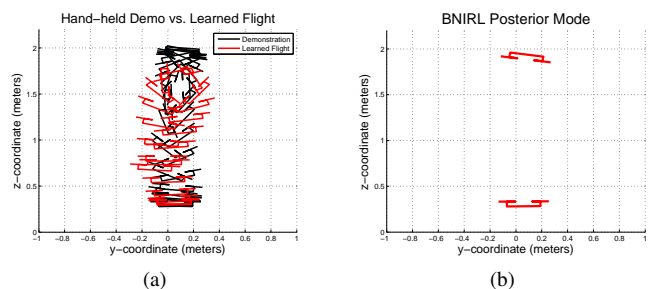 Hand-held Demo vs. Learned Flight
Demonstration
Learned Flight
z-coordinate (meters)
2
1.5
1
0.5
0
-1 -0.8 -0.6 -0.4 -0.2 0 0.2 0.4 0.6 0.8 1
y-coordinate (meters)
(a)
BNIRL Posterior Mode
z-coordinate (meters)
2
1.5
1
0.5
0
-1 -0.8 -0.6 -0.4 -0.2 0 0.2 0.4 0.6 0.8 1
y-coordinate (meters)
(b)